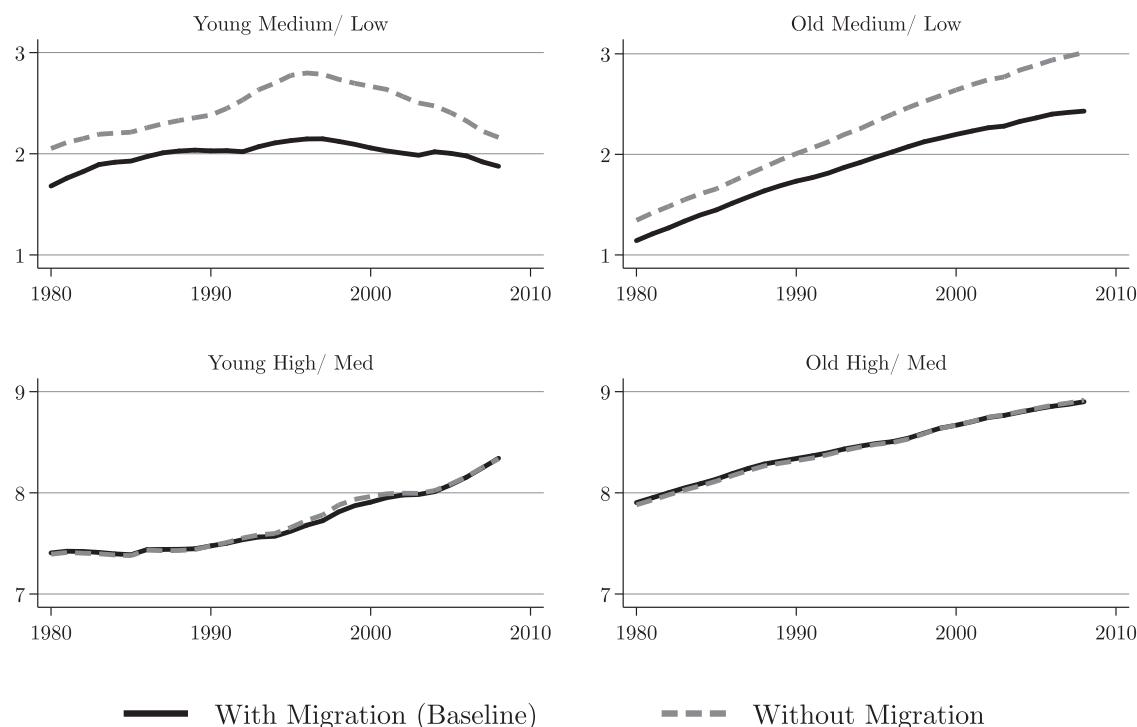 Young Medium/ Low
Old Medium/ Low
3
2
1
1980 1990 2000 2010
3
2
1
1980 1990 2000 2010
Young High/ Med
Old High/ Med
9
8
7
1980 1990 2000 2010
9
8
7
1980 1990 2000 2010
With Migration (Baseline)
Without Migration